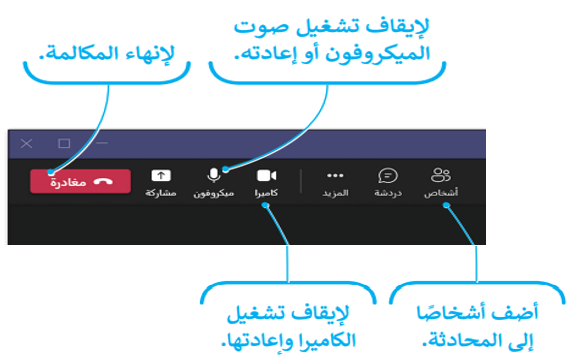 لإيقاف تشغيل صوت
الميكروفون أو إعادته.
لإنهاء المكالمة.
أشخاص
دردشة
المزيد
كاميرا
ميكروفون
مشاركة
مغادرة
أضف أشخاصًا
إلى المحادثة.
لإيقاف تشغيل
الكاميرا وإعادتها.